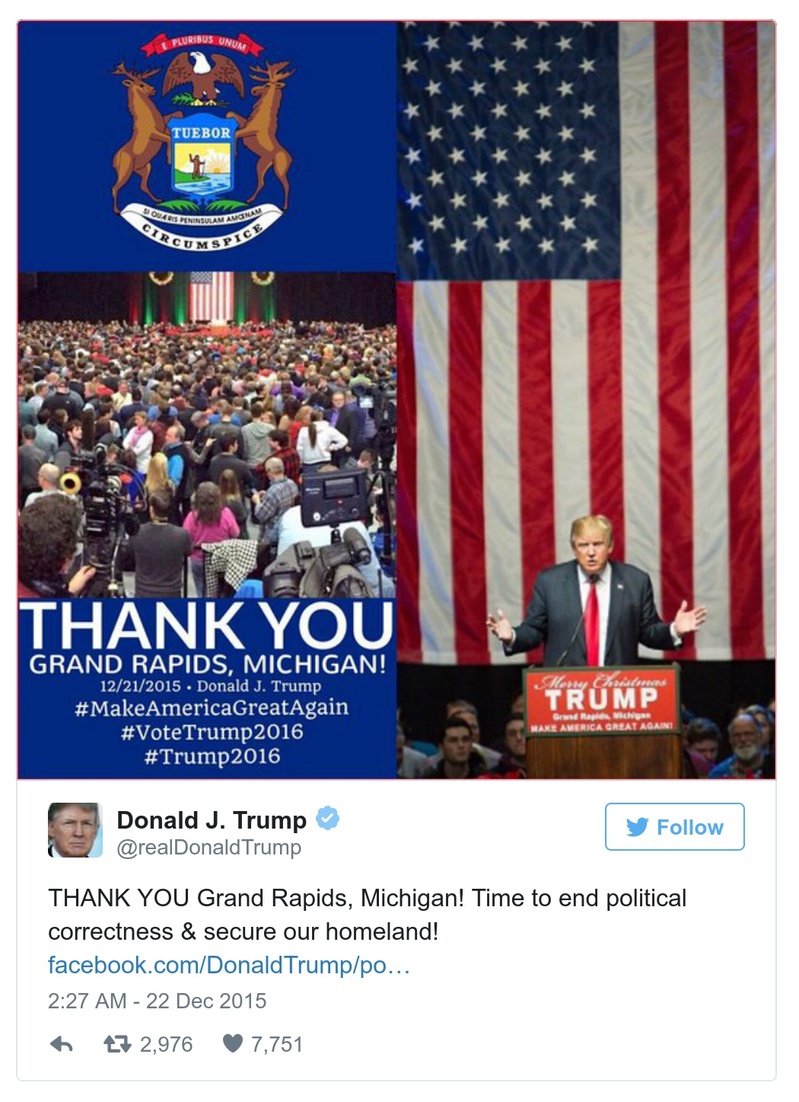 E PLURIBUS UNUM
TUEBOR
SI QUÆRIS PENINSULAM AMŒNAM
CIRCUMSPICE
THANK YOU
GRAND RAPIDS, MICHIGAN!
12/21/2015 • Donald J. Trump
#MakeAmericaGreatAgain
#VoteTrump2016
#Trump2016
Merry Christmas
TRUMP
Grand Rapids, Michigan
MAKE AMERICA GREAT AGAIN!
Donald J. Trump
@realDonaldTrump
Follow
THANK YOU Grand Rapids, Michigan! Time to end political
correctness & secure our homeland!
facebook.com/DonaldTrump/po…
2:27 AM - 22 Dec 2015
2,976 7,751